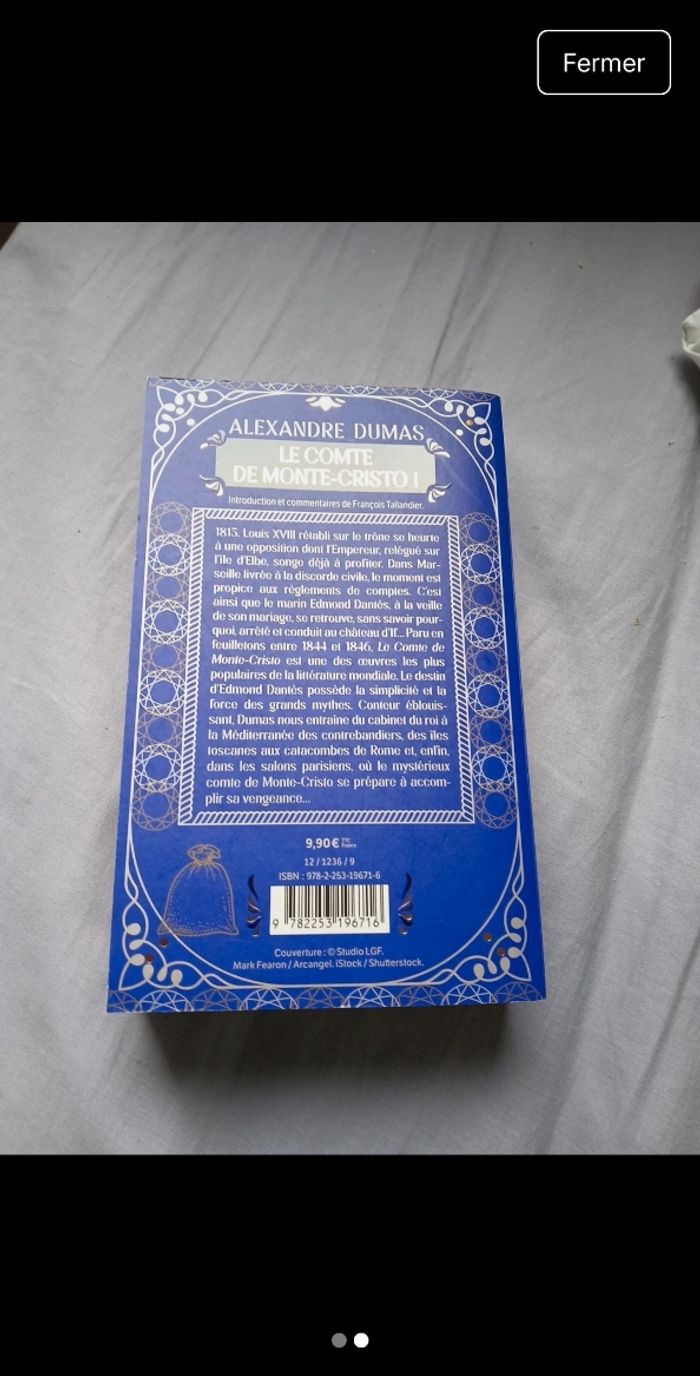 Fermer
ALEXANDRE DUMAS
LE COMTE
DE MONTE-CRISTO I
Introduction et commentaires de François Taillandier.
1815. Louis XVIII rétabli sur le trône se heurte
à une opposition dont l'Empereur, relégué sur
l'île d'Elbe, songe déjà à profiter. Dans Mar-
seille livrée à la discorde civile, le moment est
propice aux règlements de comptes. C'est
ainsi que le marin Edmond Dantès, à la veille
de son mariage, se retrouve, sans savoir pour-
quoi, arrêté et conduit au château d'If... Paru en
feuilletons entre 1844 et 1846, Le Comte de
Monte-Cristo est une des œuvres les plus
populaires de la littérature mondiale. Le destin
d'Edmond Dantès possède la simplicité et la
force des grands mythes. Conteur éblouis-
sant, Dumas nous entraîne du cabinet du roi à
la Méditerranée des contrebandiers, des îles
toscanes aux catacombes de Rome et, enfin,
dans les salons parisiens, où le mystérieux
comte de Monte-Cristo se prépare à accom-
plir sa vengeance...
9,90 € TTC France
12 / 1236 / 9
ISBN : 978-2-253-19671-6
9 782253 196716
Couverture : © Studio LGF.
Mark Fearon / Arcangel. iStock / Shutterstock.